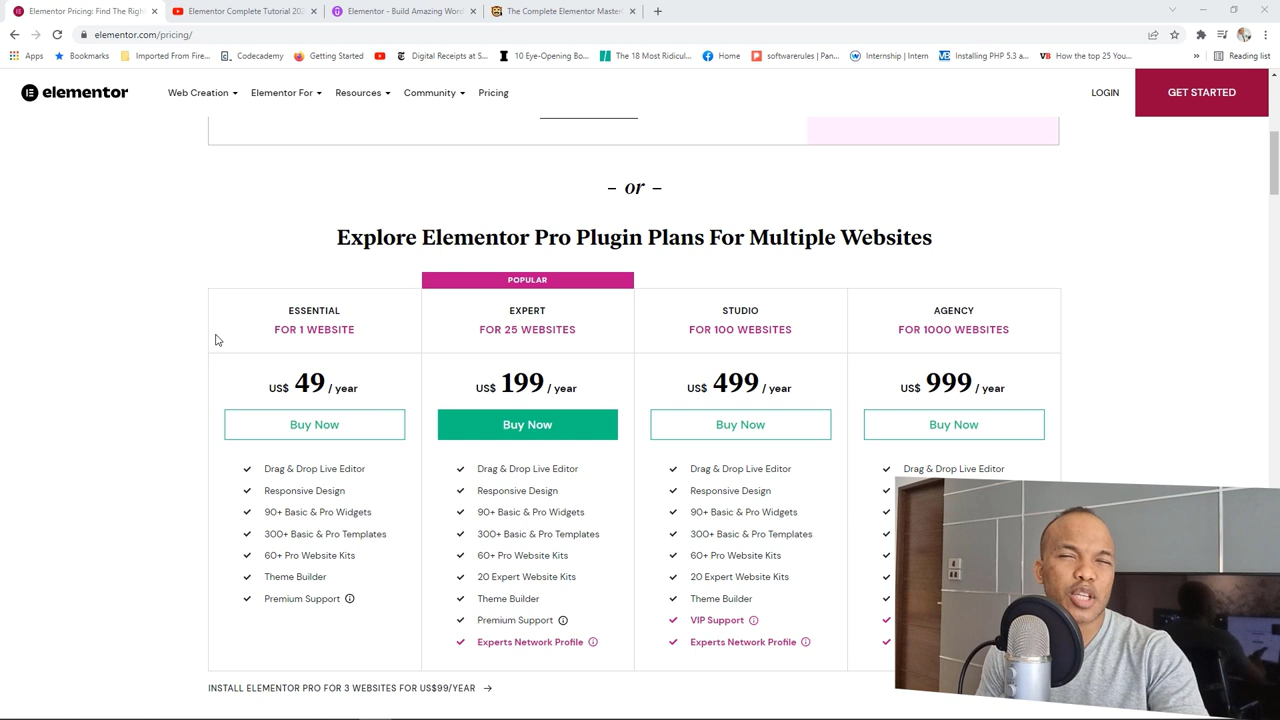 Elementor Pricing: Find The Righ
Elementor Complete Tutorial 202
Elementor - Build Amazing Word
The Complete Elementor Master
elementor.com/pricing/
Apps
Bookmarks
Imported From Fire...
Codecademy
Getting Started
Digital Receipts at S...
10 Eye-Opening Bo...
The 18 Most Ridicul...
Home
softwarerules | Pan...
Internship | Intern
Installing PHP 5.3 a...
How the top 25 You...
Reading list
elementor
Web Creation
Elementor For
Resources
Community
Pricing
LOGIN
GET STARTED
– or –
Explore Elementor Pro Plugin Plans For Multiple Websites
POPULAR
ESSENTIAL
FOR 1 WEBSITE
US$ 49 / year
Buy Now
Drag & Drop Live Editor
Responsive Design
90+ Basic & Pro Widgets
300+ Basic & Pro Templates
60+ Pro Website Kits
Theme Builder
Premium Support
EXPERT
FOR 25 WEBSITES
US$ 199 / year
Buy Now
Drag & Drop Live Editor
Responsive Design
90+ Basic & Pro Widgets
300+ Basic & Pro Templates
60+ Pro Website Kits
20 Expert Website Kits
Theme Builder
Premium Support
Experts Network Profile
STUDIO
FOR 100 WEBSITES
US$ 499 / year
Buy Now
Drag & Drop Live Editor
Responsive Design
90+ Basic & Pro Widgets
300+ Basic & Pro Templates
60+ Pro Website Kits
20 Expert Website Kits
Theme Builder
VIP Support
Experts Network Profile
AGENCY
FOR 1000 WEBSITES
US$ 999 / year
Buy Now
Drag & Drop Live Editor
INSTALL ELEMENTOR PRO FOR 3 WEBSITES FOR US$99/YEAR